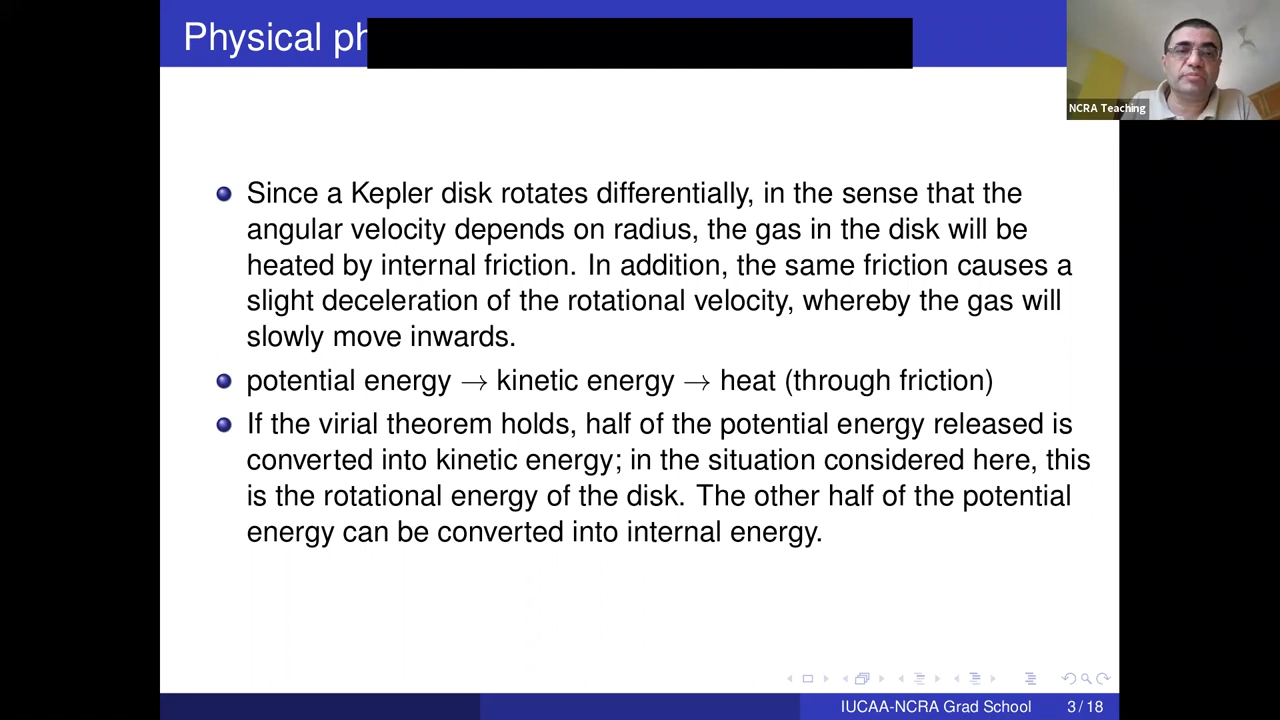 Physical
NCRA Teaching
Since a Kepler disk rotates differentially, in the sense that the
angular velocity depends on radius, the gas in the disk will be
heated by internal friction. In addition, the same friction causes a
slight deceleration of the rotational velocity, whereby the gas will
slowly move inwards.
potential energy → kinetic energy → heat (through friction)
If the virial theorem holds, half of the potential energy released is
converted into kinetic energy; in the situation considered here, this
is the rotational energy of the disk. The other half of the potential
energy can be converted into internal energy.
IUCAA-NCRA Grad School 3 / 18